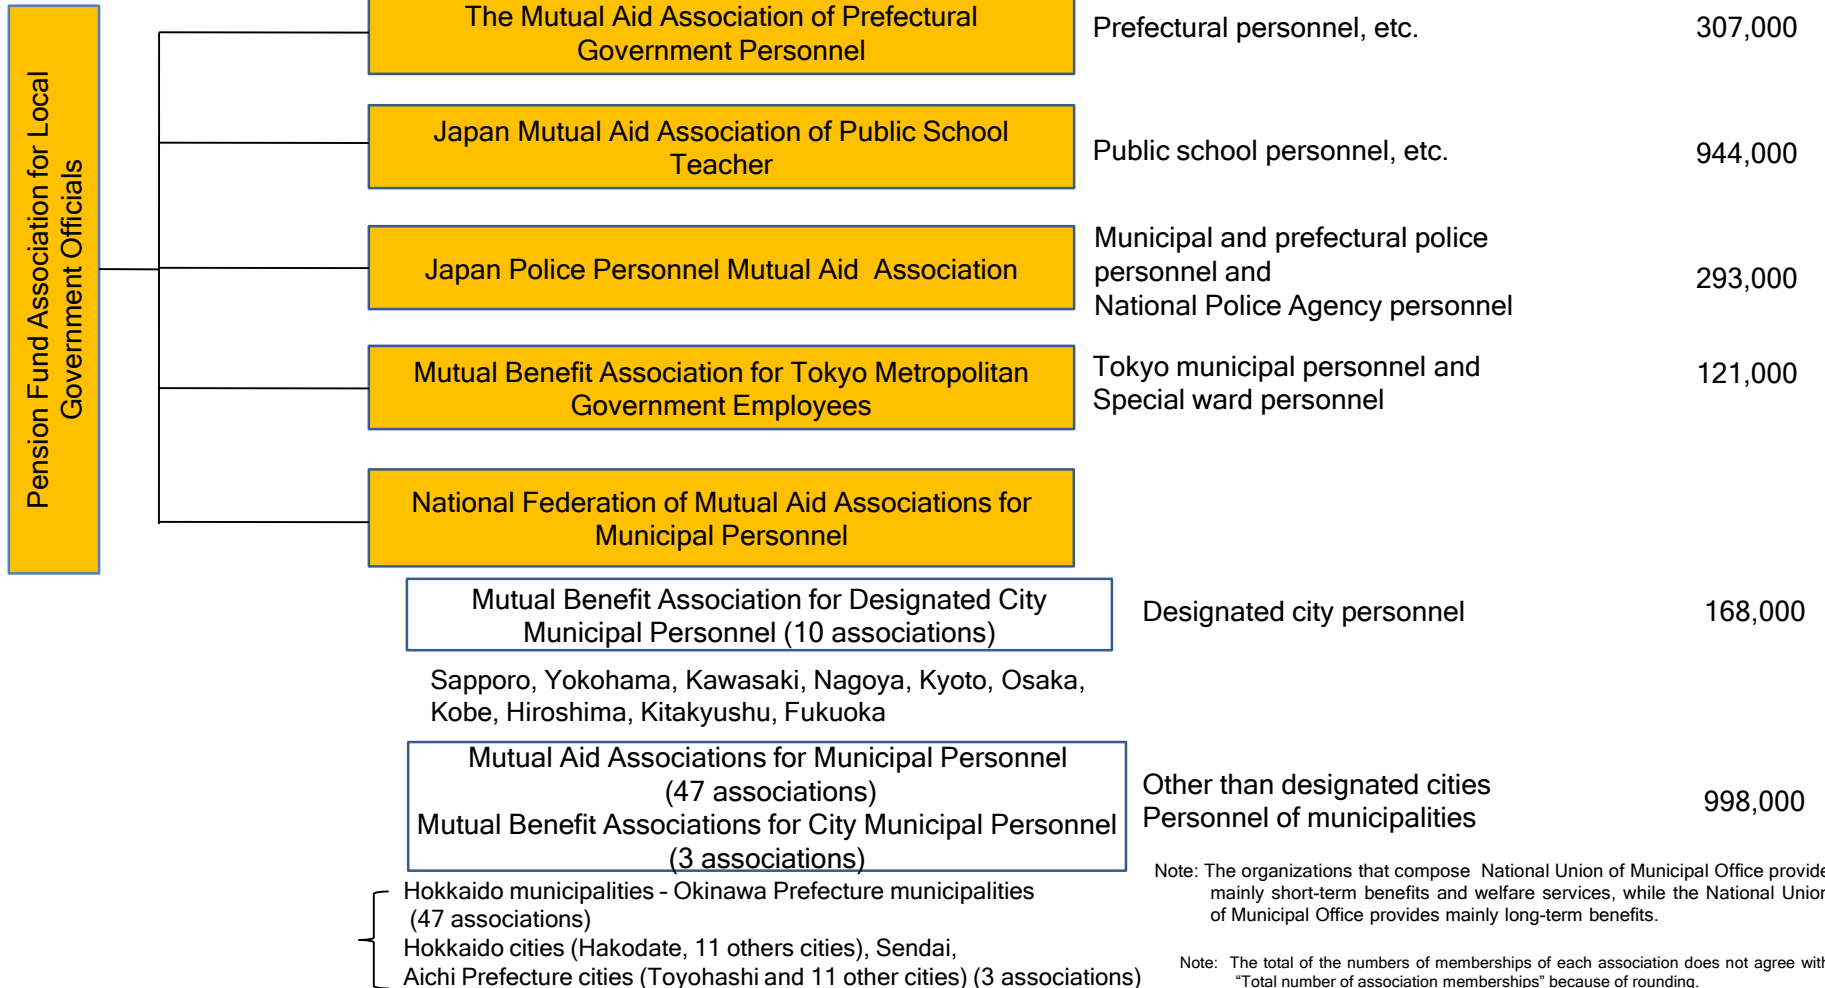 Pension Fund Association for Local
Government Officials
The Mutual Aid Association of Prefectural
Government Personnel
Prefectural personnel, etc.
307,000
Japan Mutual Aid Association of Public School
Teacher
Public school personnel, etc.
944,000
Japan Police Personnel Mutual Aid  Association
Municipal and prefectural police
personnel and
National Police Agency personnel
293,000
Mutual Benefit Association for Tokyo Metropolitan
Government Employees
Tokyo municipal personnel and
Special ward personnel
121,000
National Federation of Mutual Aid Associations for
Municipal Personnel
Mutual Benefit Association for Designated City
Municipal Personnel (10 associations)
Designated city personnel
168,000
Sapporo, Yokohama, Kawasaki, Nagoya, Kyoto, Osaka,
Kobe, Hiroshima, Kitakyushu, Fukuoka
Mutual Aid Associations for Municipal Personnel
(47 associations)
Mutual Benefit Associations for City Municipal Personnel
(3 associations)
Other than designated cities
Personnel of municipalities
998,000
Hokkaido municipalities - Okinawa Prefecture municipalities
(47 associations)
Hokkaido cities (Hakodate, 11 others cities), Sendai,
Aichi Prefecture cities (Toyohashi and 11 other cities) (3 associations)
Note: The organizations that compose  National Union of Municipal Office provide
mainly short-term benefits and welfare services, while the National Union
of Municipal Office provides mainly long-term benefits.
Note:  The total of the numbers of memberships of each association does not agree with
“Total number of association memberships” because of rounding.